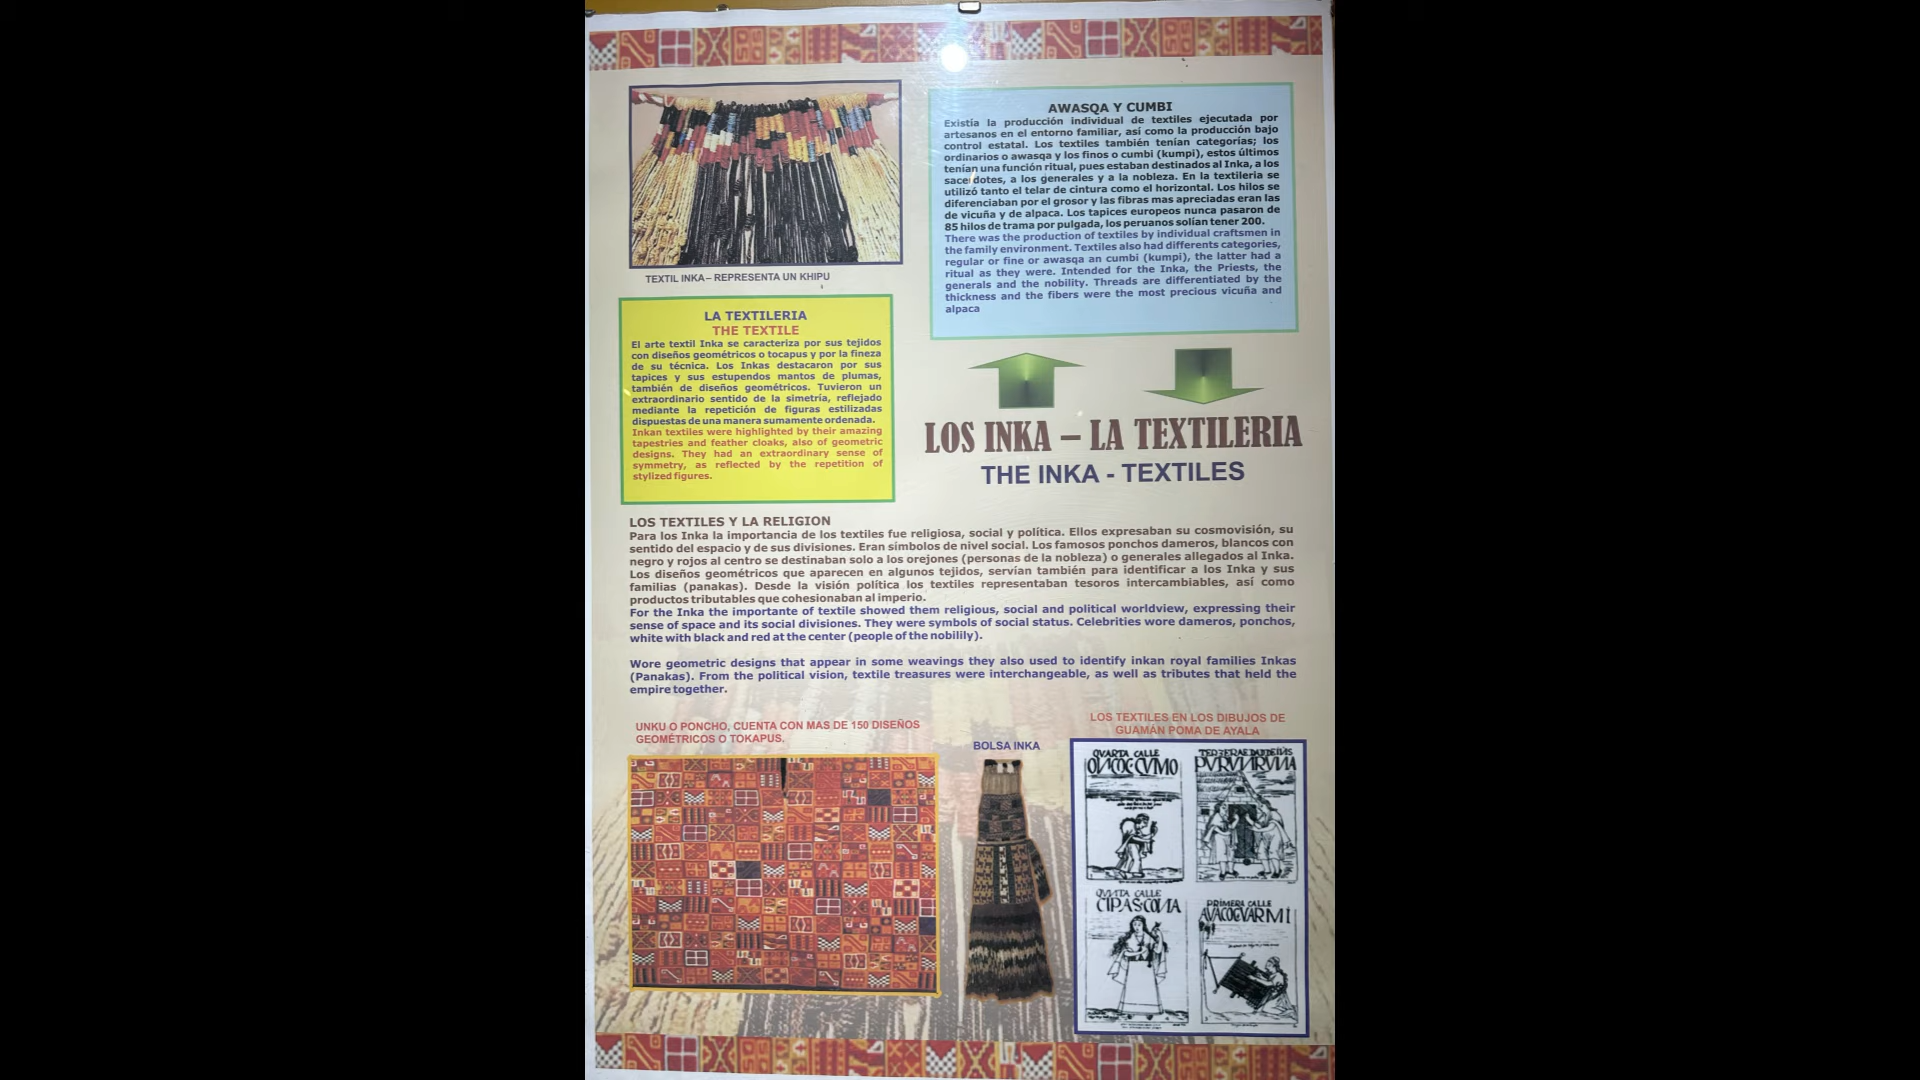 TEXTIL INKA – REPRESENTA UN KHIPU
AWASQA Y CUMBI
Existía la producción individual de textiles ejecutada por
artesanos en el entorno familiar, así como la producción bajo
control estatal. Los textiles también tenían categorías; los
ordinarios o awasqa y los finos o cumbi (kumpi), estos últimos
tenían una función ritual, pues estaban destinados al Inka, a los
sacerdotes, a los generales y a la nobleza. En la textileria se
utilizó tanto el telar de cintura como el horizontal. Los hilos se
diferenciaban por el grosor y las fibras mas apreciadas eran las
de vicuña y de alpaca. Los tapices europeos nunca pasaron de
85 hilos de trama por pulgada, los peruanos solían tener 200.
There was the production of textiles by individual craftsmen in
the family environment. Textiles also had differents categories,
regular or fine or awasqa an cumbi (kumpi), the latter had a
ritual as they were. Intended for the Inka, the Priests, the
generals and the nobility. Threads are differentiated by the
thickness and the fibers were the most precious vicuña and
alpaca
LA TEXTILERIA
THE TEXTILE
El arte textil Inka se caracteriza por sus tejidos
con diseños geométricos o tocapus y por la fineza
de su técnica. Los Inkas destacaron por sus
tapices y sus estupendos mantos de plumas,
también de diseños geométricos. Tuvieron un
extraordinario sentido de la simetría, reflejado
mediante la repetición de figuras estilizadas
dispuestas de una manera sumamente ordenada.
Inkan textiles were highlighted by their amazing
tapestries and feather cloaks, also of geometric
designs. They had an extraordinary sense of
symmetry, as reflected by the repetition of
stylized figures.
LOS INKA – LA TEXTILERIA
THE INKA - TEXTILES
LOS TEXTILES Y LA RELIGION
Para los Inka la importancia de los textiles fue religiosa, social y política. Ellos expresaban su cosmovisión, su
sentido del espacio y de sus divisiones. Eran símbolos de nivel social. Los famosos ponchos dameros, blancos con
negro y rojos al centro se destinaban solo a los orejones (personas de la nobleza) o generales allegados al Inka.
Los diseños geométricos que aparecen en algunos tejidos, servían también para identificar a los Inka y sus
familias (panakas). Desde la visión política los textiles representaban tesoros intercambiables, así como
productos tributables que cohesionaban al imperio.
For the Inka the importante of textile showed them religious, social and political worldview, expressing their
sense of space and its social divisions. They were symbols of social status. Celebrities wore dameros, ponchos,
white with black and red at the center (people of the nobilily).
Wore geometric designs that appear in some weavings they also used to identify inkan royal families Inkas
(Panakas). From the political vision, textile treasures were interchangeable, as well as tributes that held the
empire together.
UNKU O PONCHO, CUENTA CON MAS DE 150 DISEÑOS
GEOMÉTRICOS O TOKAPUS.
BOLSA INKA
LOS TEXTILES EN LOS DIBUJOS DE
GUAMÁN POMA DE AYALA
QVARTA CALLE
PVRVNRVNA
QVINTA CALLE
CIPASCONA
PRIMERA CALLE
AVACOCVARMI